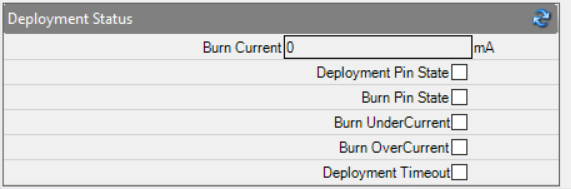 Deployment Status
Burn Current 0 mA
Deployment Pin State
Burn Pin State
Burn UnderCurrent
Burn OverCurrent
Deployment Timeout